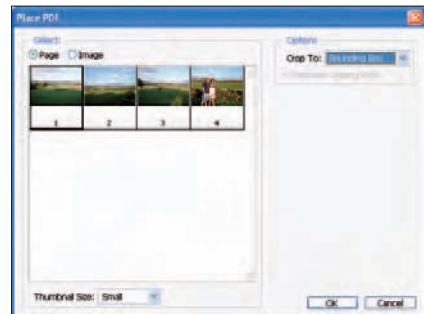 Place PDF
Select:
Page Image
1 2 3 4
Thumbnail Size: Small
Options
Crop To: Bounding Box
OK Cancel